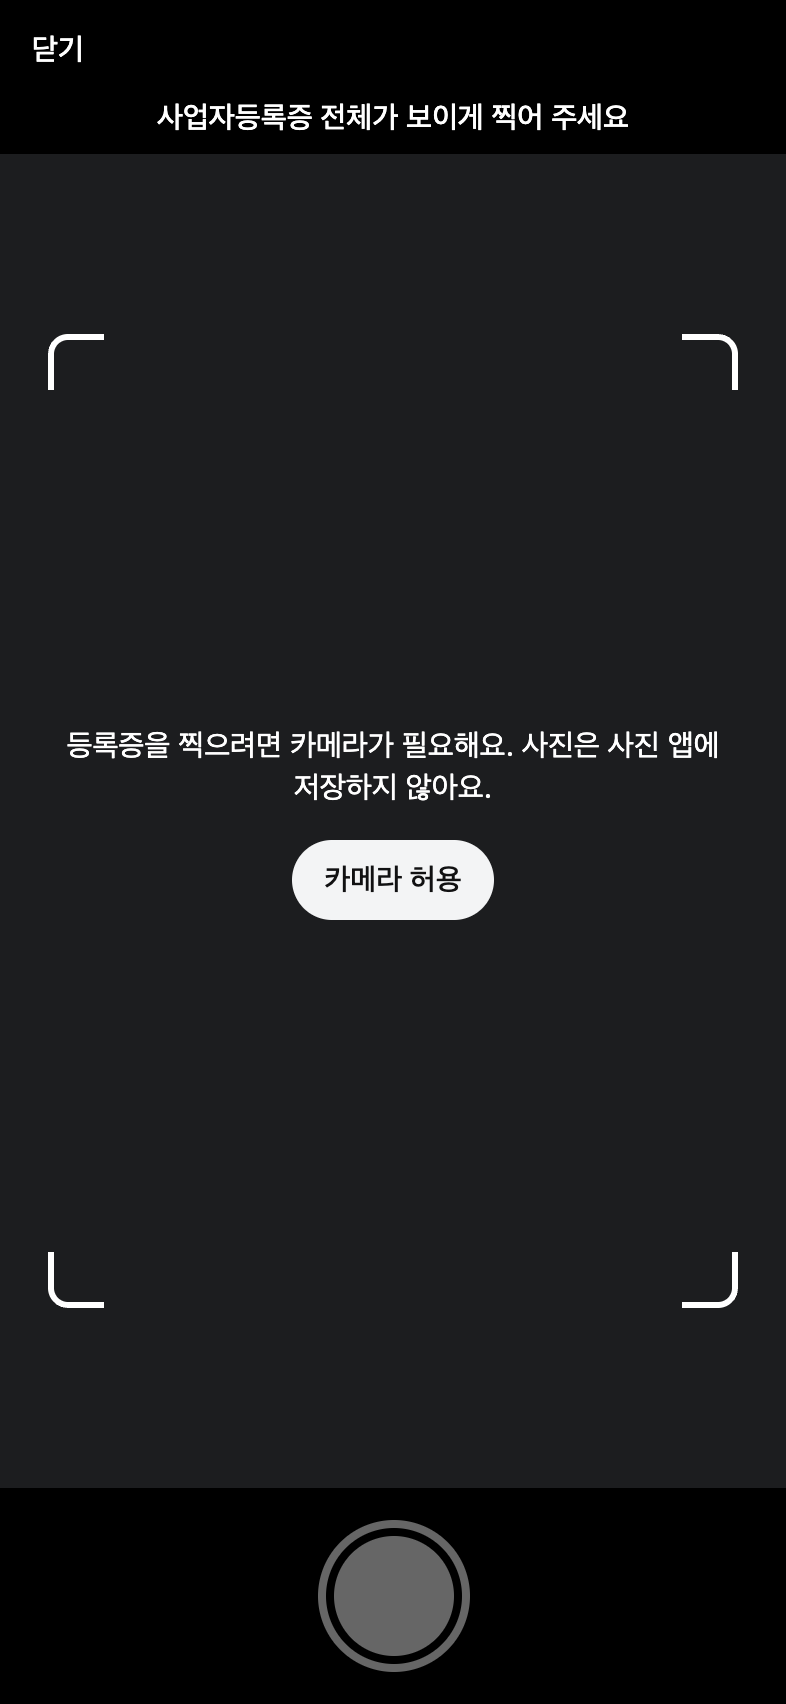 닫기
사업자등록증 전체가 보이게 찍어 주세요
등록증을 찍으려면 카메라가 필요해요. 사진은 사진 앱에
저장하지 않아요.
카메라 허용